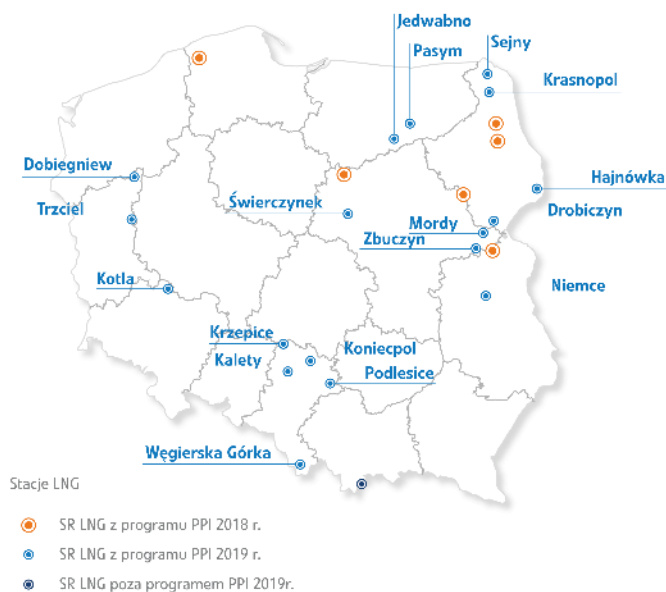 Jedwabno
Sejny
Pasym
Krasnopol
Dobiegniew
Hajnówka
Trzciel
Świerczynek
Drobiczyn
Mordy
Zbuczyn
Kotla
Niemce
Krzepice
Koniecpol
Kalety
Podlesice
Węgierska Górka
Stacje LNG
SR LNG z programu PPI 2018 r.
SR LNG z programu PPI 2019 r.
SR LNG poza programem PPI 2019r.